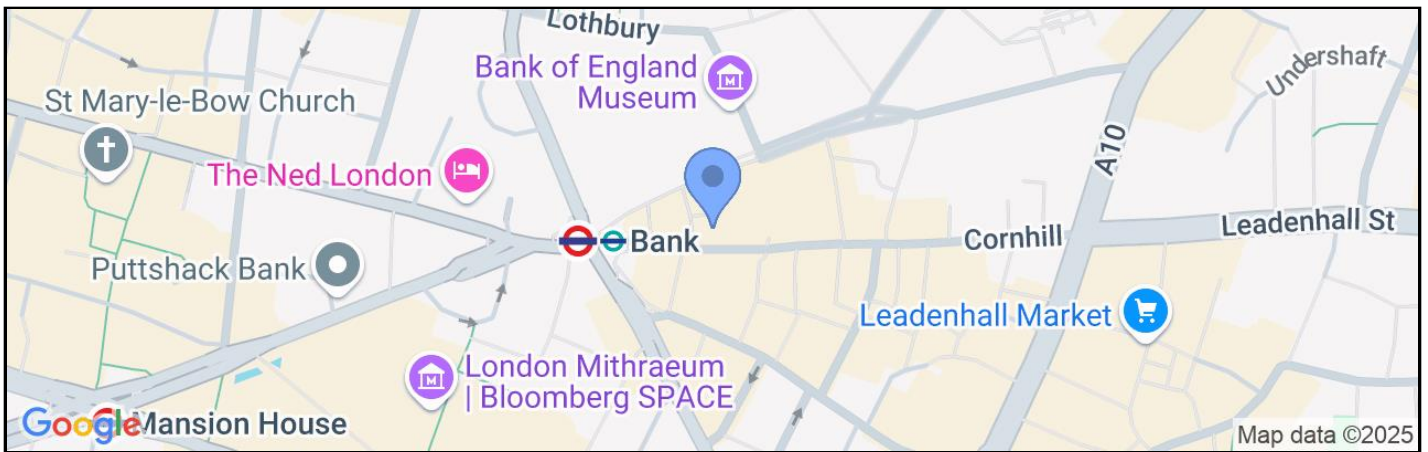 Lothbury
Bank of England
Museum
Undershaft
St Mary-le-Bow Church
A10
The Ned London
Bank
Cornhill
Leadenhall St
Puttshack Bank
Leadenhall Market
London Mithraeum
| Bloomberg SPACE
Google
Mansion House
Map data ©2025